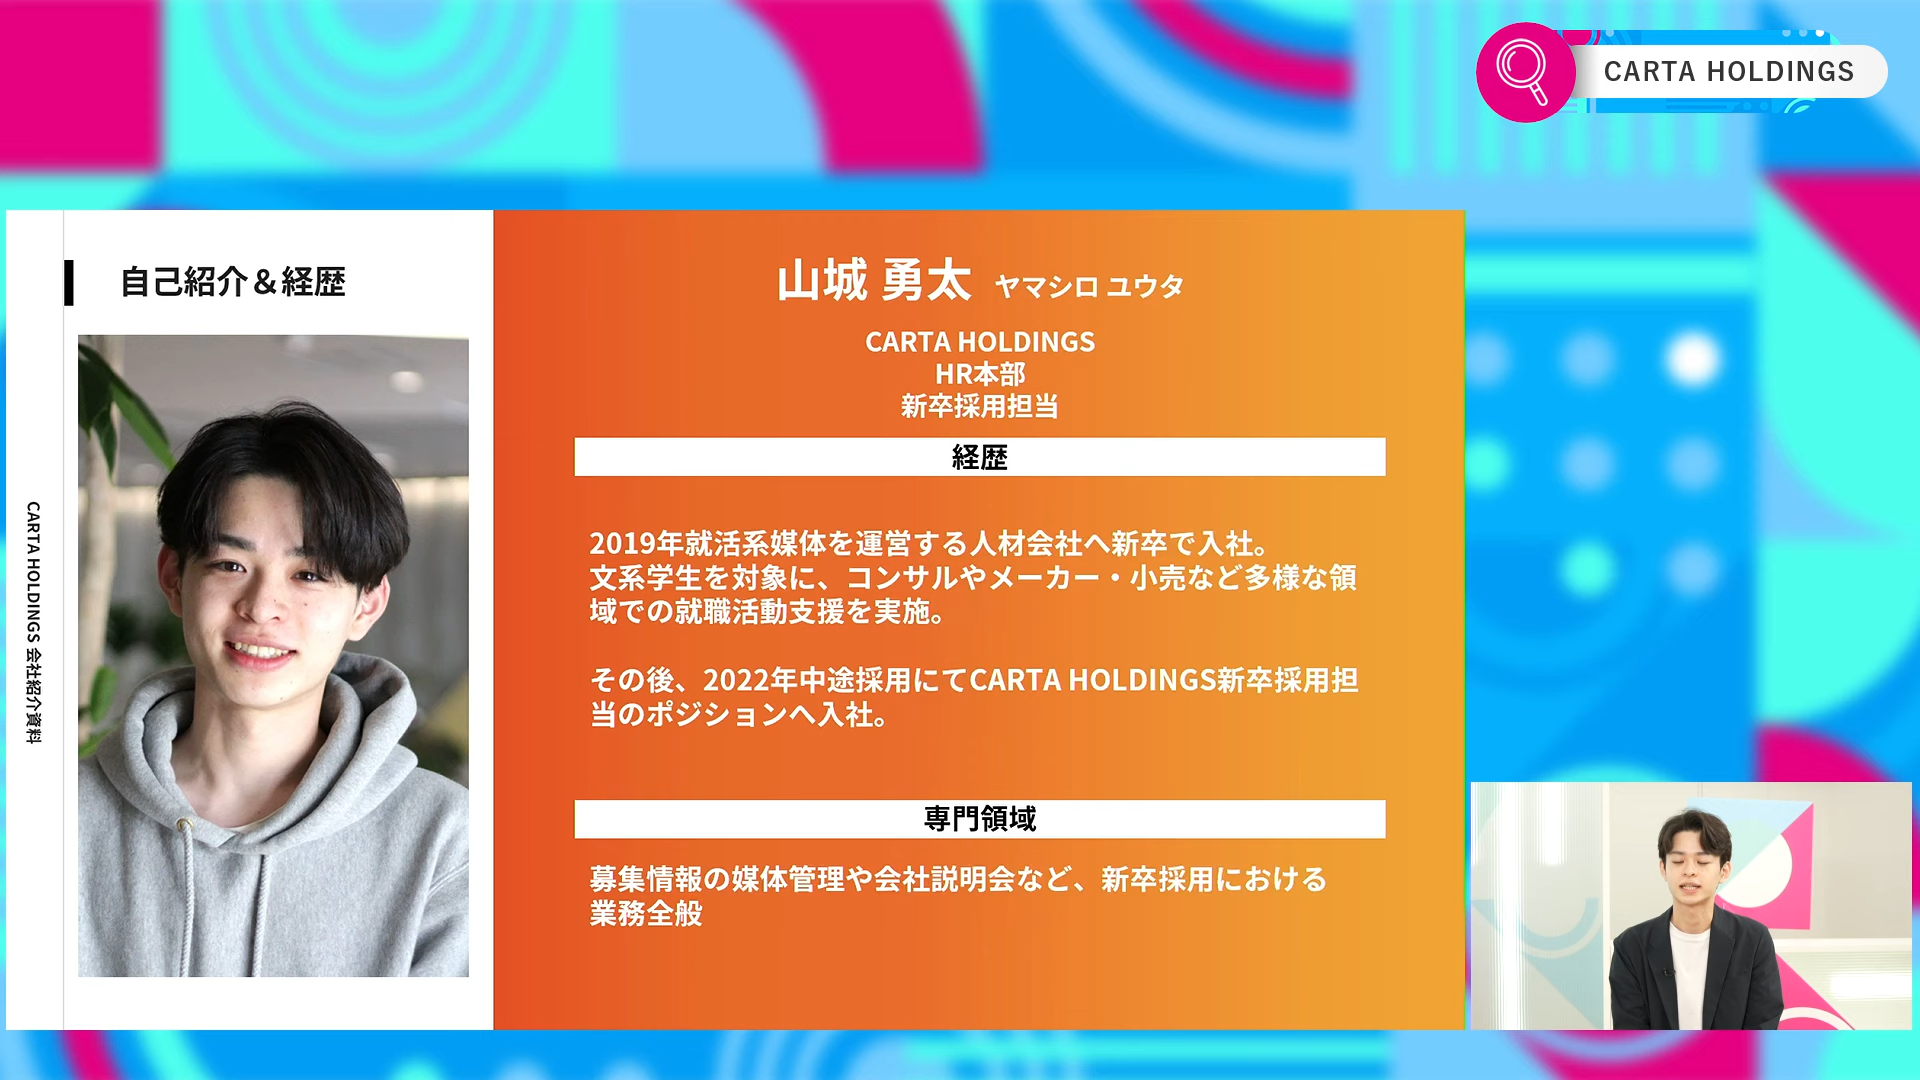 CARTA HOLDINGS
自己紹介＆経歴
CARTA HOLDINGS 会社紹介資料
山城 勇太 ヤマシロ ユウタ
CARTA HOLDINGS
HR本部
新卒採用担当
経歴
2019年就活系媒体を運営する人材会社へ新卒で入社。
文系学生を対象に、コンサルやメーカー・小売など多様な領
域での就職活動支援を実施。
その後、2022年中途採用にてCARTA HOLDINGS新卒採用担
当のポジションへ入社。
専門領域
募集情報の媒体管理や会社説明会など、新卒採用における
業務全般